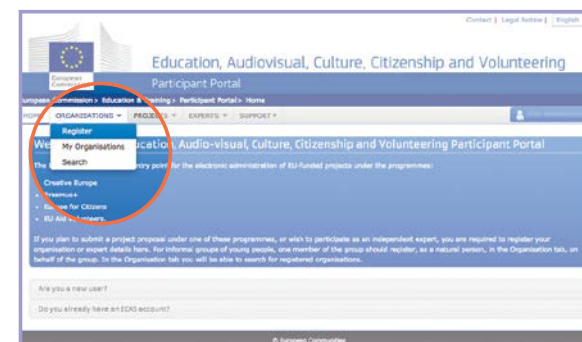 Contact | Legal Notice | English
European
Commission
Education, Audiovisual, Culture, Citizenship and Volunteering
Participant Portal
European Commission > Education & Training > Participant Portal > Home
HOME ORGANISATIONS PROJECTS EXPERTS SUPPORT
Register
My Organisations
Search
Education, Audio-visual, Culture, Citizenship and Volunteering Participant Portal
entry point for the electronic administration of EU-funded projects under the programmes:
Creative Europe
Erasmus+
Europe for Citizens
EU Aid Volunteers.
If you plan to submit a project proposal under one of these programmes, or wish to participate as an independent expert, you are required to register your
organisation or expert details here. For informal groups of young people, one member of the group should register, as a natural person, in the Organisation tab, on
behalf of the group. In the Organisation tab you will be able to search for registered organisations.
Are you a new user?
Do you already have an ECAS account?
© European Communities